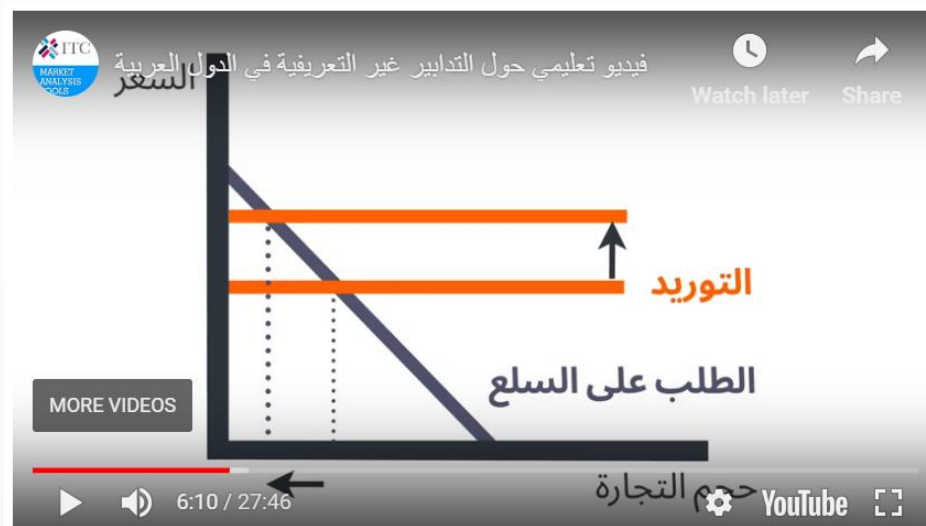 ITC
MARKET
ANALYSIS
TOOLS
فيديو تعليمي حول التدابير غير التعريفية في الدول العربية
Watch later
Share
السعر
التوريد
الطلب على السلع
MORE VIDEOS
حجم التجارة
6:10 / 27:46
YouTube